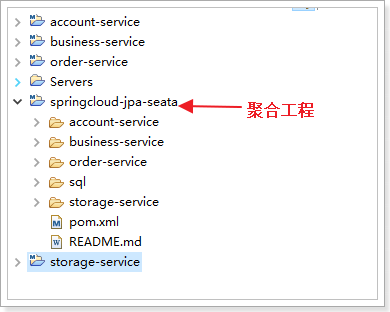 account-service
business-service
order-service
Servers
springcloud-jpa-seata
聚合工程
account-service
business-service
order-service
sql
storage-service
pom.xml
README.md
storage-service